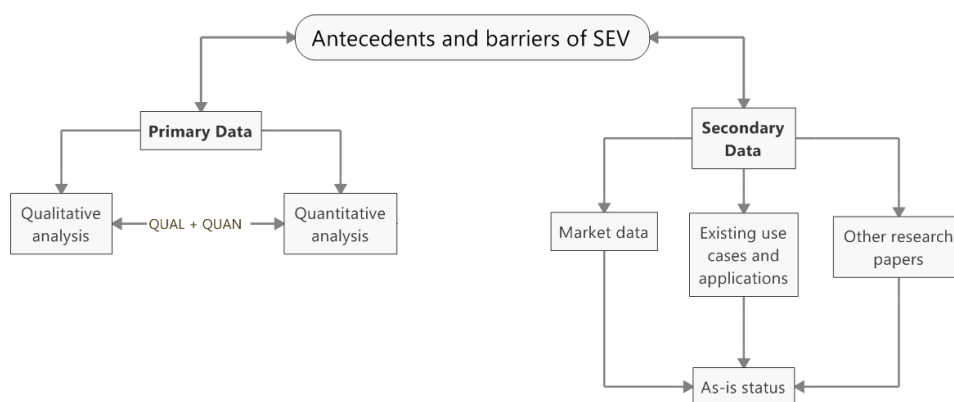 Antecedents and barriers of SEV
Primary Data
Secondary
Data
Qualitative
analysis
QUAL + QUAN
Quantitative
analysis
Market data
Existing use
cases and
applications
Other research
papers
As-is status